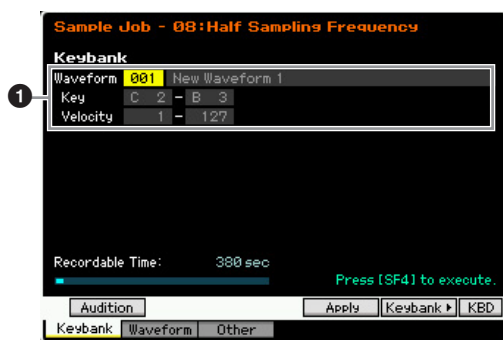 Sample Job - 08:Half Sampling Frequency
Keybank
Waveform 001 New Waveform 1
1
Key C 2 - B 3
Velocity 1 - 127
Recordable Time: 380 sec
Press [SF4] to execute.
Audition Apply Keybank▶ KBD
Keybank Waveform Other